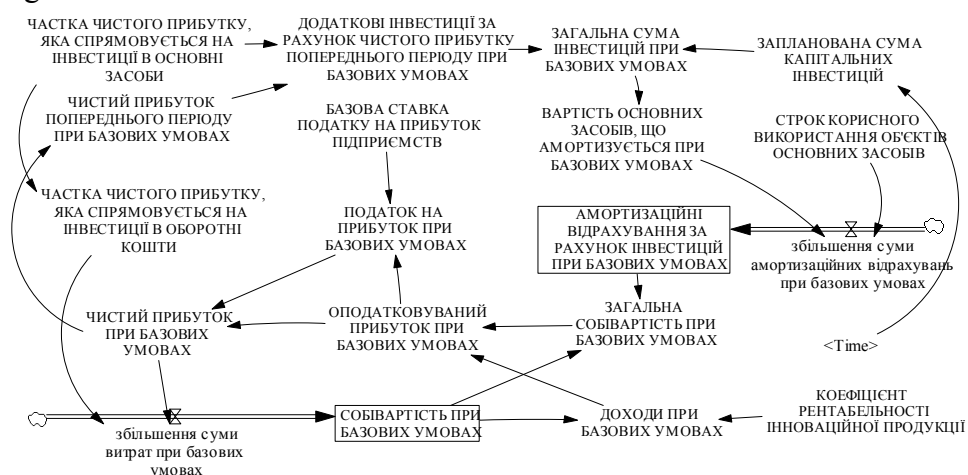 ЧАСТКА ЧИСТОГО ПРИБУТКУ,
ЯКА СПРЯМОВУЄТЬСЯ НА
ІНВЕСТИЦІЇ В ОСНОВНІ
ЗАСОБИ
ДОДАТКОВІ ІНВЕСТИЦІЇ ЗА
РАХУНОК ЧИСТОГО ПРИБУТКУ
ПОПЕРЕДНЬОГО ПЕРІОДУ ПРИ
БАЗОВИХ УМОВАХ
ЗАГАЛЬНА СУМА
ІНВЕСТИЦІЙ ПРИ
БАЗОВИХ УМОВАХ
ЗАПЛАНОВАНА СУМА
КАПІТАЛЬНИХ
ІНВЕСТИЦІЙ
ЧИСТИЙ ПРИБУТОК
ПОПЕРЕДНЬОГО ПЕРІОДУ
ПРИ БАЗОВИХ УМОВАХ
БАЗОВА СТАВКА
ПОДАТКУ НА ПРИБУТОК
ПІДПРИЄМСТВ
ВАРТІСТЬ ОСНОВНИХ
ЗАСОБІВ, ЩО
АМОРТИЗУЄТЬСЯ ПРИ
БАЗОВИХ УМОВАХ
СТРОК КОРИСНОГО
ВИКОРИСТАННЯ ОБ'ЄКТІВ
ОСНОВНИХ ЗАСОБІВ
ЧАСТКА ЧИСТОГО ПРИБУТКУ,
ЯКА СПРЯМОВУЄТЬСЯ НА
ІНВЕСТИЦІЇ В ОБОРОТНІ
КОШТИ
ПОДАТОК НА
ПРИБУТОК ПРИ
БАЗОВИХ УМОВАХ
АМОРТИЗАЦІЙНІ
ВІДРАХУВАННЯ ЗА
РАХУНОК ІНВЕСТИЦІЙ
ПРИ БАЗОВИХ УМОВАХ
збільшення суми
амортизаційних відрахувань
при базових умовах
ЧИСТИЙ ПРИБУТОК
ПРИ БАЗОВИХ
УМОВАХ
ОПОДАТКОВУВАНИЙ
ПРИБУТОК ПРИ
БАЗОВИХ УМОВАХ
ЗАГАЛЬНА
СОБІВАРТІСТЬ ПРИ
БАЗОВИХ УМОВАХ
<Time>
збільшення суми
витрат при базових
умовах
СОБІВАРТІСТЬ ПРИ
БАЗОВИХ УМОВАХ
ДОХОДИ ПРИ
БАЗОВИХ УМОВАХ
КОЕФІЦІЄНТ
РЕНТАБЕЛЬНОСТІ
ІННОВАЦІЙНОЇ ПРОДУКЦІЇ